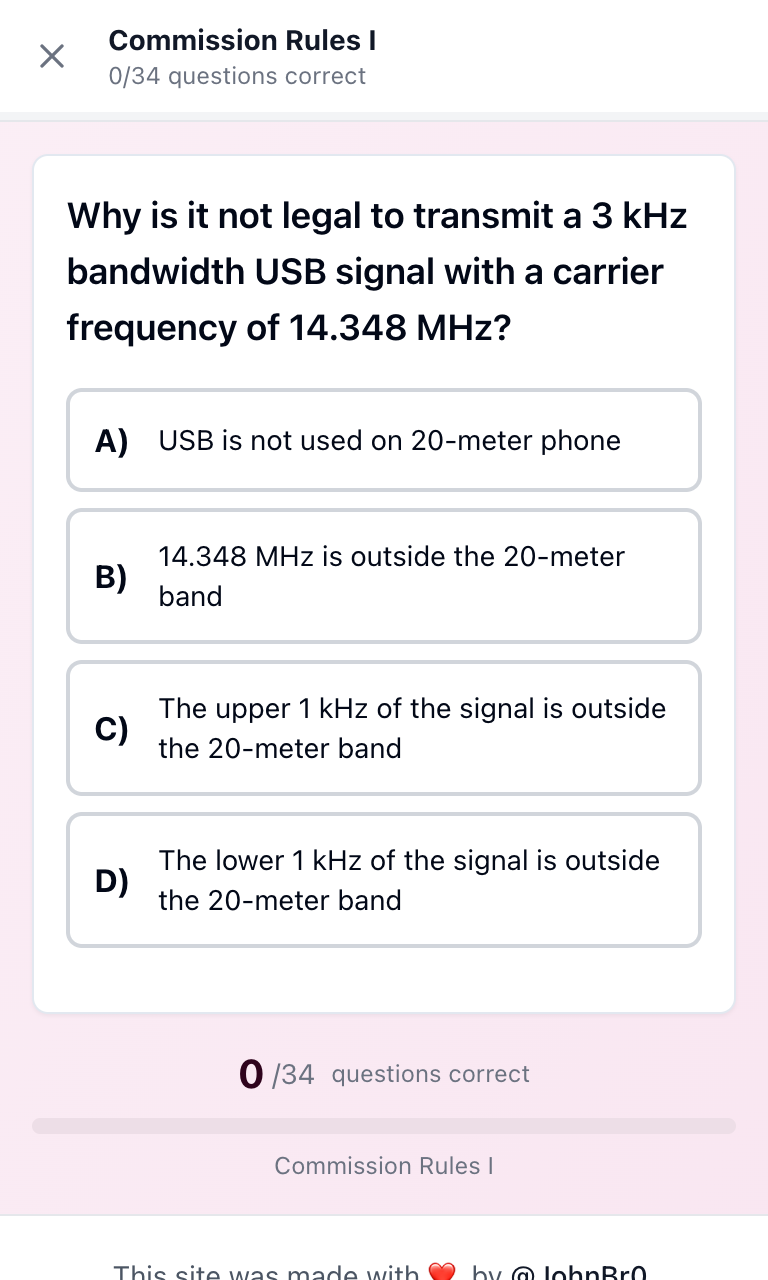 Commission Rules I
0/34 questions correct
Why is it not legal to transmit a 3 kHz
bandwidth USB signal with a carrier
frequency of 14.348 MHz?
A) USB is not used on 20-meter phone
B) 14.348 MHz is outside the 20-meter
band
C) The upper 1 kHz of the signal is outside
the 20-meter band
D) The lower 1 kHz of the signal is outside
the 20-meter band
0 /34 questions correct
Commission Rules I
This site was made with ❤️ by @JohnBr0